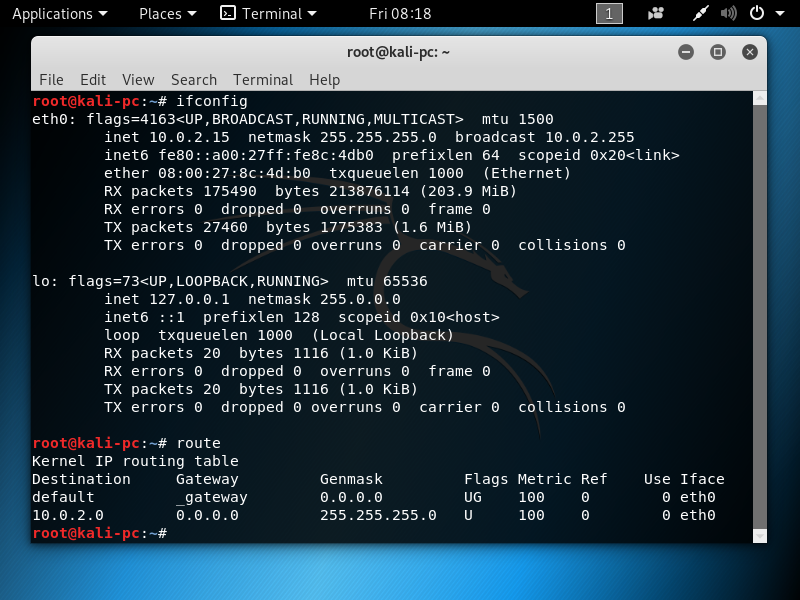 Applications Places Terminal Fri 08:18 1
root@kali-pc: ~
File Edit View Search Terminal Help
root@kali-pc:~# ifconfig
eth0: flags=4163<UP,BROADCAST,RUNNING,MULTICAST>  mtu 1500
        inet 10.0.2.15  netmask 255.255.255.0  broadcast 10.0.2.255
        inet6 fe80::a00:27ff:fe8c:4db0  prefixlen 64  scopeid 0x20<link>
        ether 08:00:27:8c:4d:b0  txqueuelen 1000  (Ethernet)
        RX packets 175490  bytes 213876114 (203.9 MiB)
        RX errors 0  dropped 0  overruns 0  frame 0
        TX packets 27460  bytes 1775383 (1.6 MiB)
        TX errors 0  dropped 0 overruns 0  carrier 0  collisions 0
lo: flags=73<UP,LOOPBACK,RUNNING>  mtu 65536
        inet 127.0.0.1  netmask 255.0.0.0
        inet6 ::1  prefixlen 128  scopeid 0x10<host>
        loop  txqueuelen 1000  (Local Loopback)
        RX packets 20  bytes 1116 (1.0 KiB)
        RX errors 0  dropped 0  overruns 0  frame 0
        TX packets 20  bytes 1116 (1.0 KiB)
        TX errors 0  dropped 0 overruns 0  carrier 0  collisions 0
root@kali-pc:~# route
Kernel IP routing table
Destination     Gateway         Genmask         Flags Metric Ref    Use Iface
default         _gateway        0.0.0.0         UG    100    0        0 eth0
10.0.2.0        0.0.0.0         255.255.255.0   U     100    0        0 eth0
root@kali-pc:~#